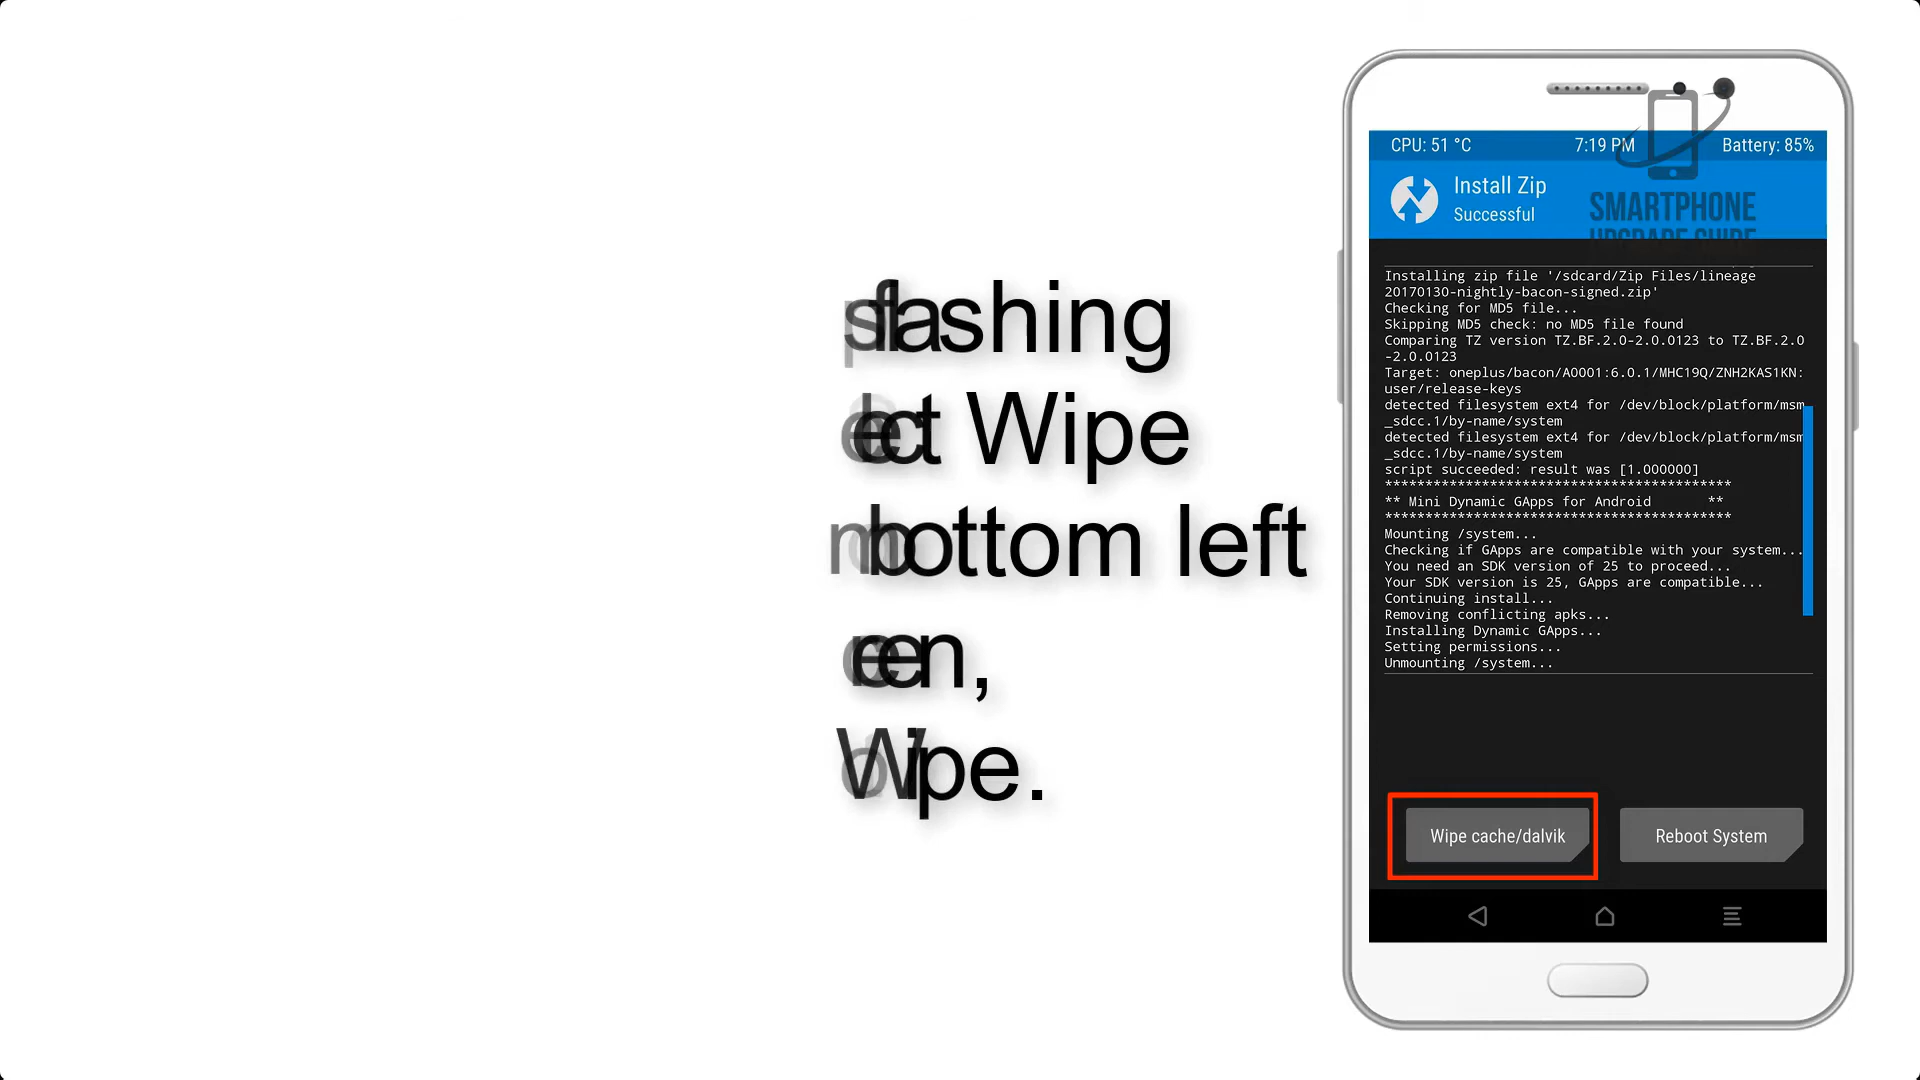 flashing
Wipe
bottom left
Wipe.
CPU: 51 °C 7:19 PM Battery: 85%
Install Zip
Successful
SMARTPHONE
UPGRADE GUIDE
Installing zip file '/sdcard/Zip Files/lineage
20170130-nightly-bacon-signed.zip'
Checking for MD5 file...
Skipping MD5 check: no MD5 file found
Comparing TZ version TZ.BF.2.0-2.0.0123 to TZ.BF.2.0
-2.0.0123
Target: oneplus/bacon/A0001:6.0.1/MHC19Q/ZNH2KAS1KN:
user/release-keys
detected filesystem ext4 for /dev/block/platform/msm
_sdcc.1/by-name/system
detected filesystem ext4 for /dev/block/platform/msm
_sdcc.1/by-name/system
script succeeded: result was [1.000000]
*******************************************
** Mini Dynamic GApps for Android **
*******************************************
Mounting /system...
Checking if GApps are compatible with your system...
You need an SDK version of 25 to proceed...
Your SDK version is 25, GApps are compatible...
Continuing install...
Removing conflicting apks...
Installing Dynamic GApps...
Setting permissions...
Unmounting /system...
Wipe cache/dalvik
Reboot System